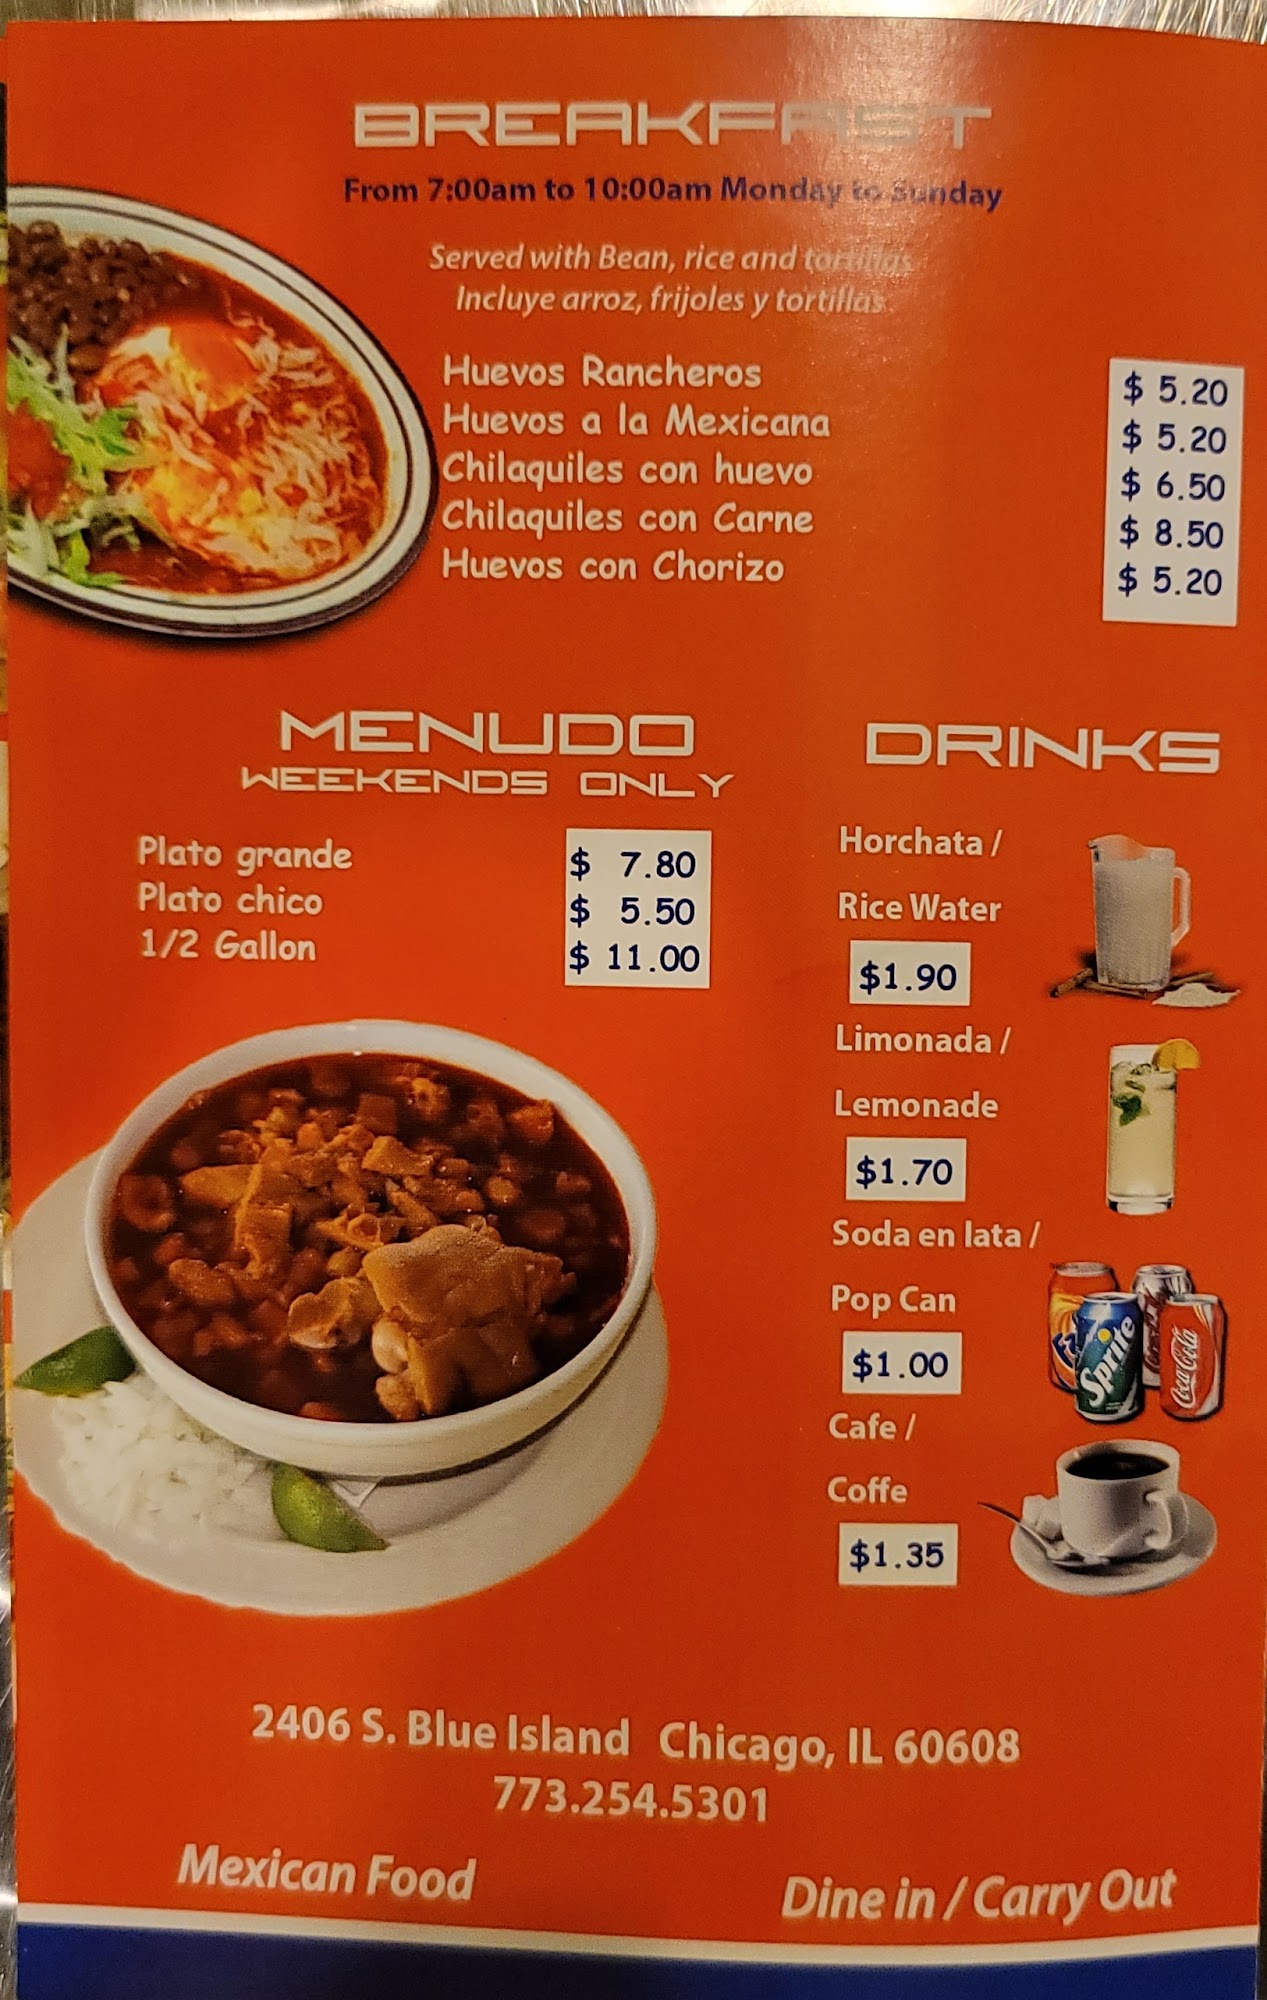 BREAKFAST
From 7:00am to 10:00am Monday to Sunday
Served with Bean, rice and tortillas
Incluye arroz, frijoles y tortillas
Huevos Rancheros $ 5.20
Huevos a la Mexicana $ 5.20
Chilaquiles con huevo $ 6.50
Chilaquiles con Carne $ 8.50
Huevos con Chorizo $ 5.20
MENUDO
WEEKENDS ONLY
Plato grande $ 7.80
Plato chico $ 5.50
1/2 Gallon $ 11.00
DRINKS
Horchata /
Rice Water
$1.90
Limonada /
Lemonade
$1.70
Soda en lata /
Pop Can
$1.00
Sprite
Coca-Cola
Cafe /
Coffe
$1.35
2406 S. Blue Island Chicago, IL 60608
773.254.5301
Mexican Food
Dine in / Carry Out